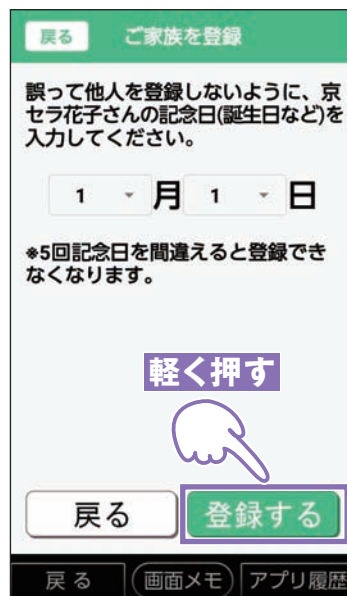 戻る ご家族を登録
誤って他人を登録しないように、京
セラ花子さんの記念日(誕生日など)を
入力してください。
1 月 1 日
※5回記念日を間違えると登録でき
なくなります。
軽く押す
戻る 登録する
戻る 画面メモ アプリ履歴